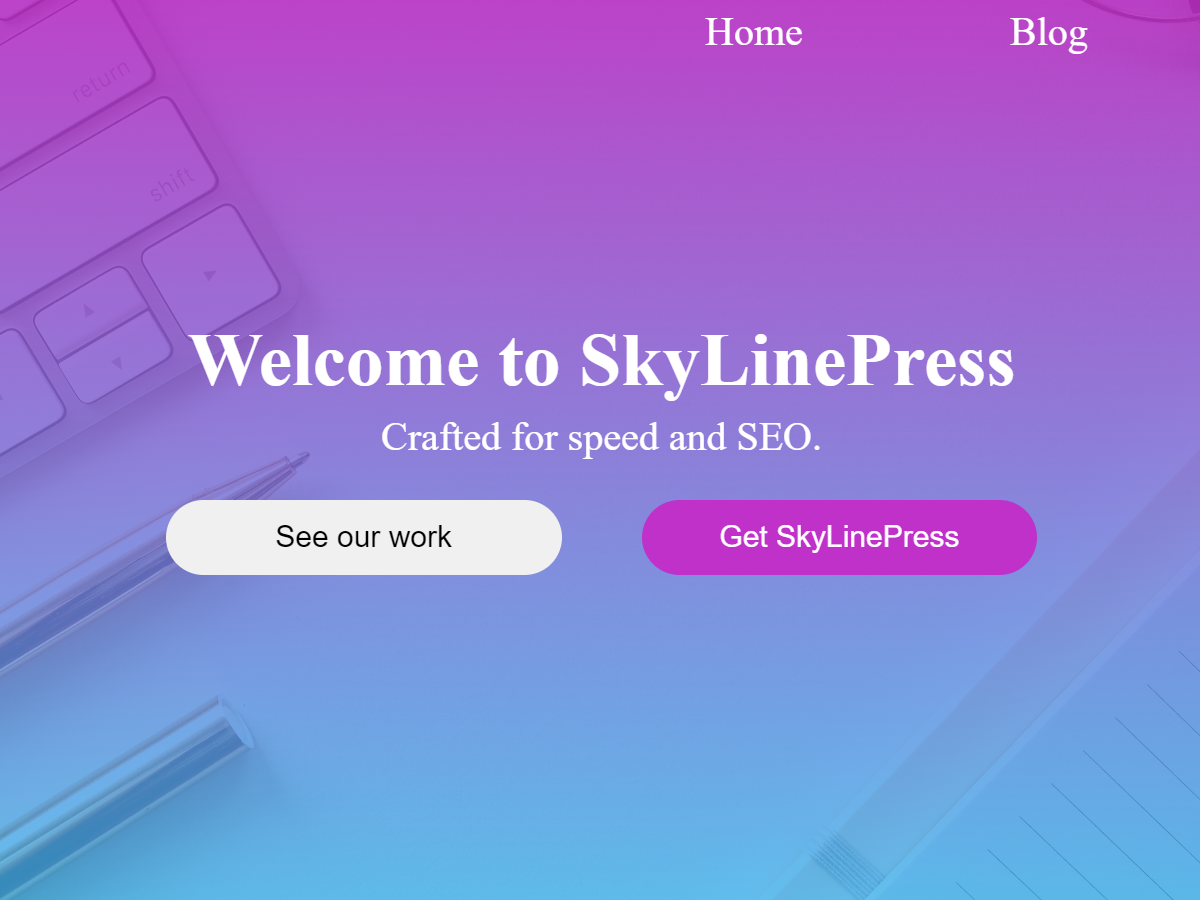 Home Blog
return
shift
Welcome to SkyLinePress
Crafted for speed and SEO.
See our work Get SkyLinePress